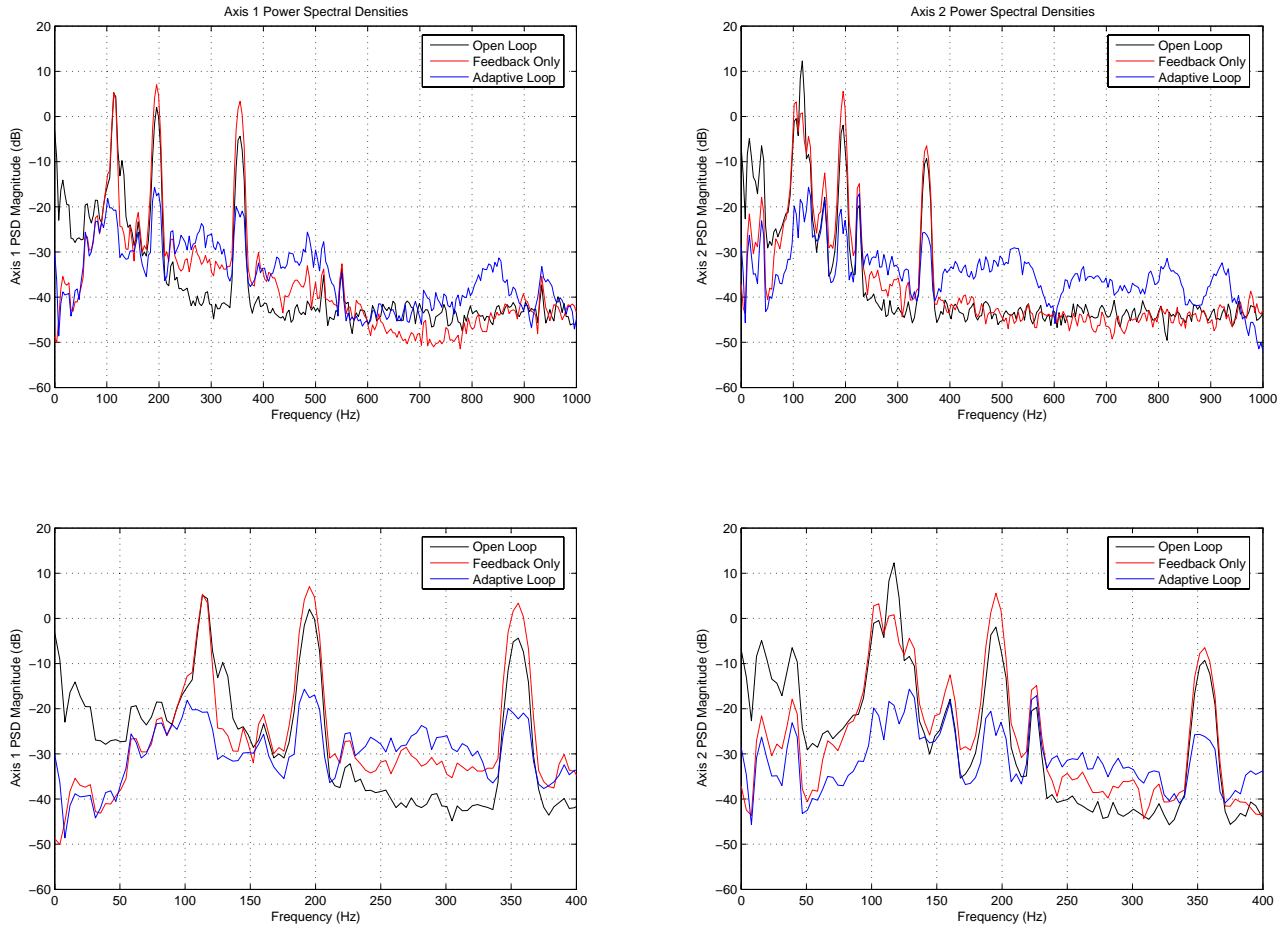 Axis 1 Power Spectral Densities
20
10
0
−10
−20
−30
−40
−50
−60
Axis 1 PSD Magnitude (dB)
Open Loop
Feedback Only
Adaptive Loop
0 100 200 300 400 500 600 700 800 900 1000
Frequency (Hz)
Axis 2 Power Spectral Densities
20
10
0
−10
−20
−30
−40
−50
−60
Axis 2 PSD Magnitude (dB)
Open Loop
Feedback Only
Adaptive Loop
0 100 200 300 400 500 600 700 800 900 1000
Frequency (Hz)
20
10
0
−10
−20
−30
−40
−50
−60
Axis 1 PSD Magnitude (dB)
Open Loop
Feedback Only
Adaptive Loop
0 50 100 150 200 250 300 350 400
Frequency (Hz)
20
10
0
−10
−20
−30
−40
−50
−60
Axis 2 PSD Magnitude (dB)
Open Loop
Feedback Only
Adaptive Loop
0 50 100 150 200 250 300 350 400
Frequency (Hz)